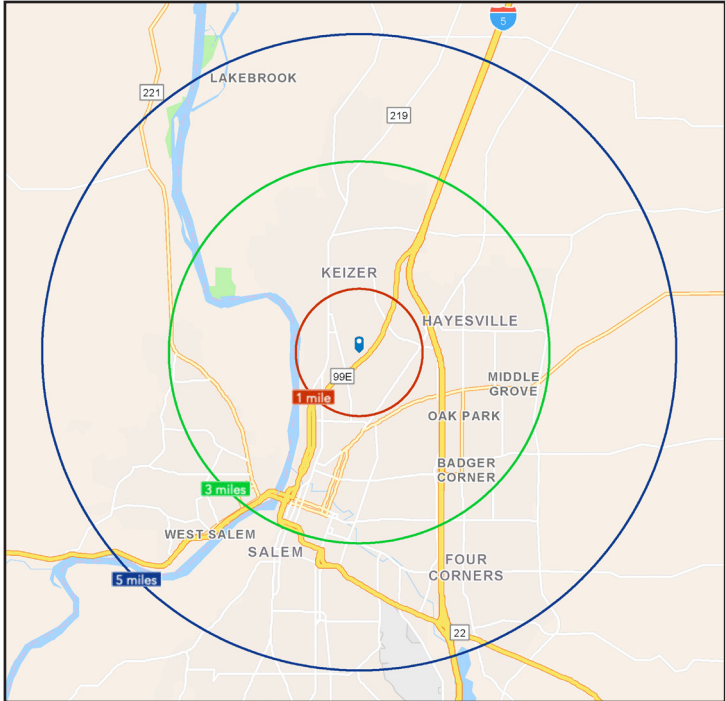 5
LAKEBROOK
221
219
KEIZER
HAYESVILLE
99E
MIDDLE
GROVE
1 mile
OAK PARK
BADGER
CORNER
3 miles
WEST SALEM
SALEM
FOUR
CORNERS
5 miles
22